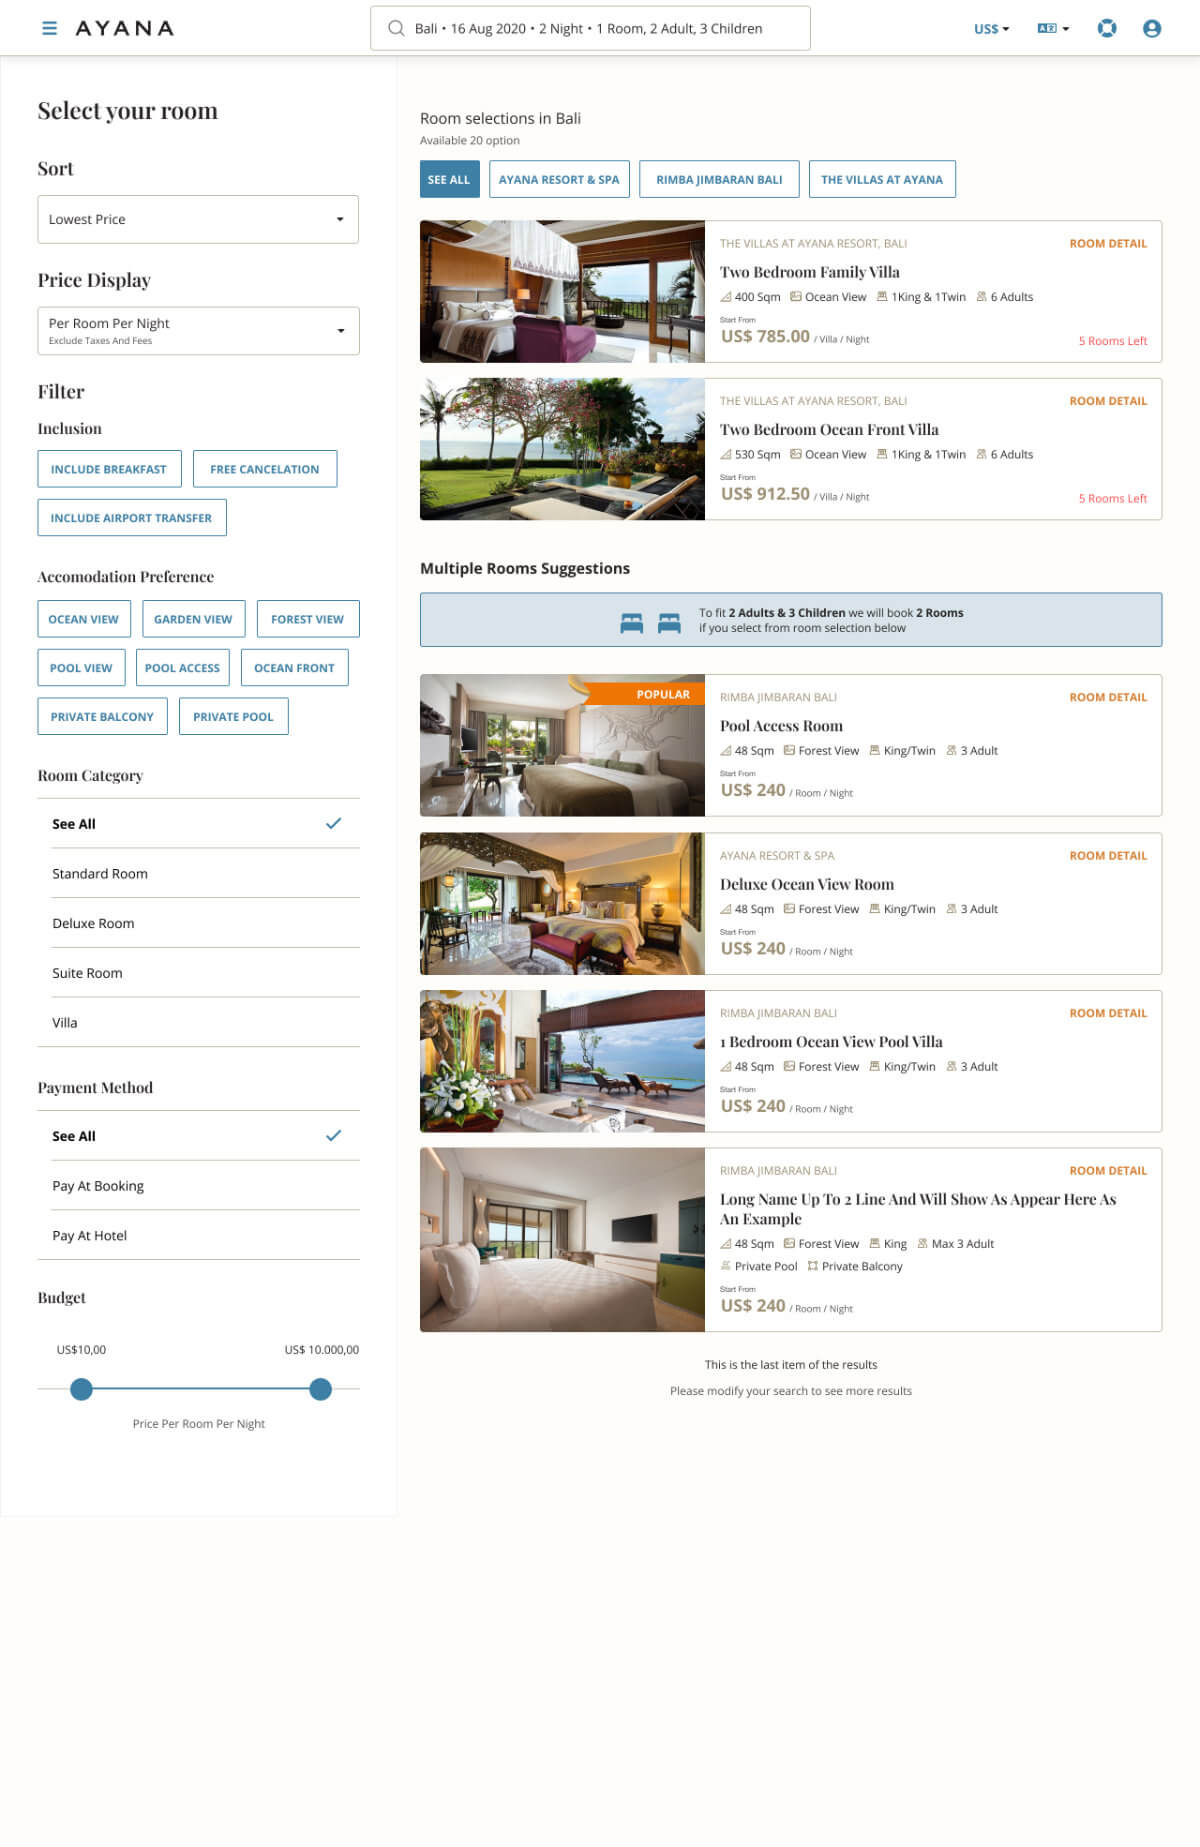 AYANA
Bali • 16 Aug 2020 • 2 Night • 1 Room, 2 Adult, 3 Children
US$
Select your room
Sort
Lowest Price
Price Display
Per Room Per Night
Exclude Taxes And Fees
Filter
Inclusion
INCLUDE BREAKFAST
FREE CANCELATION
INCLUDE AIRPORT TRANSFER
Accomodation Preference
OCEAN VIEW
GARDEN VIEW
FOREST VIEW
POOL VIEW
POOL ACCESS
OCEAN FRONT
PRIVATE BALCONY
PRIVATE POOL
Room Category
See All
Standard Room
Deluxe Room
Suite Room
Villa
Payment Method
See All
Pay At Booking
Pay At Hotel
Budget
US$10,00
US$ 10.000,00
Price Per Room Per Night
Room selections in Bali
Available 20 option
SEE ALL
AYANA RESORT & SPA
RIMBA JIMBARAN BALI
THE VILLAS AT AYANA
THE VILLAS AT AYANA RESORT, BALI
ROOM DETAIL
Two Bedroom Family Villa
400 Sqm Ocean View 1King & 1Twin 6 Adults
Start From
US$ 785.00 / Villa / Night
5 Rooms Left
THE VILLAS AT AYANA RESORT, BALI
ROOM DETAIL
Two Bedroom Ocean Front Villa
530 Sqm Ocean View 1King & 1Twin 6 Adults
Start From
US$ 912.50 / Villa / Night
5 Rooms Left
Multiple Rooms Suggestions
To fit 2 Adults & 3 Children we will book 2 Rooms
if you select from room selection below
POPULAR
RIMBA JIMBARAN BALI
ROOM DETAIL
Pool Access Room
48 Sqm Forest View King/Twin 3 Adult
Start From
US$ 240 / Room / Night
AYANA RESORT & SPA
ROOM DETAIL
Deluxe Ocean View Room
48 Sqm Forest View King/Twin 3 Adult
Start From
US$ 240 / Room / Night
RIMBA JIMBARAN BALI
ROOM DETAIL
1 Bedroom Ocean View Pool Villa
48 Sqm Forest View King/Twin 3 Adult
Start From
US$ 240 / Room / Night
RIMBA JIMBARAN BALI
ROOM DETAIL
Long Name Up To 2 Line And Will Show As Appear Here As
An Example
48 Sqm Forest View King Max 3 Adult
Private Pool Private Balcony
Start From
US$ 240 / Room / Night
This is the last item of the results
Please modify your search to see more results